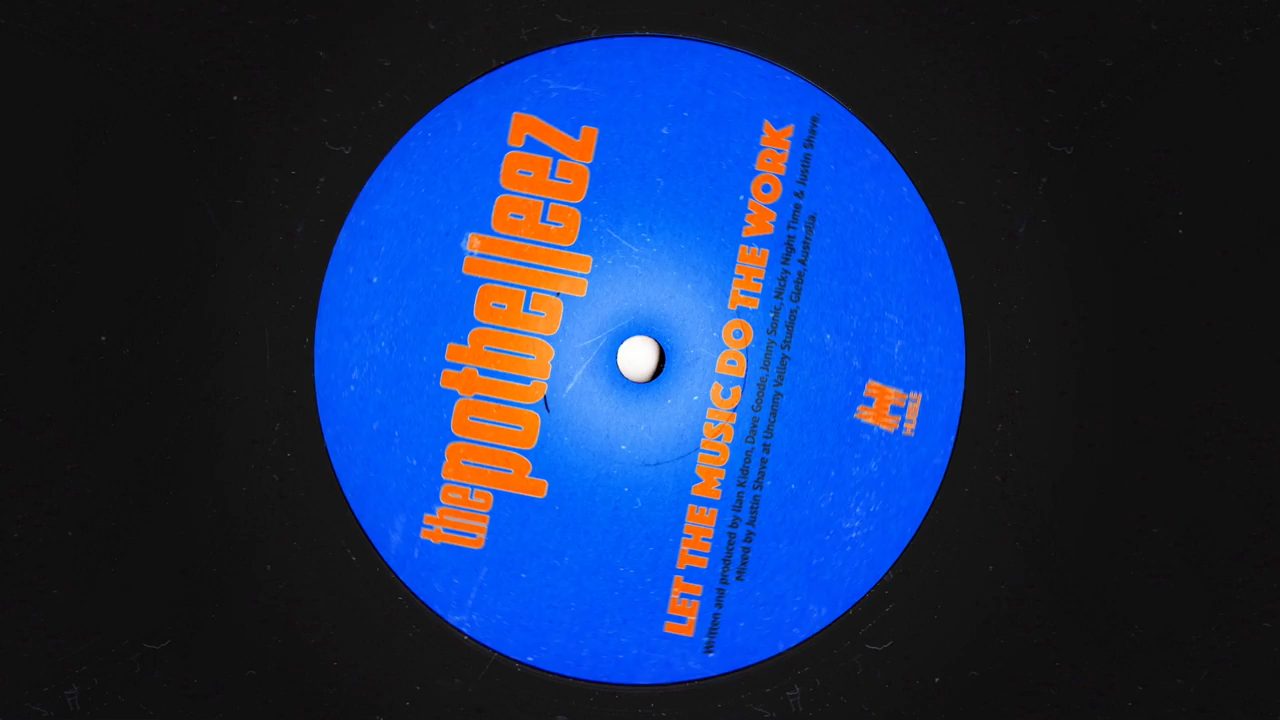 thepotbelleez
LET THE MUSIC DO THE WORK
Written and produced by Ilan Kidron, Dave Goode, Jonny Sonic, Nicky Night Time & Justin Shave.
Mixed by Justin Shave at Uncanny Valley Studios, Glebe, Australia.
HUSSLE